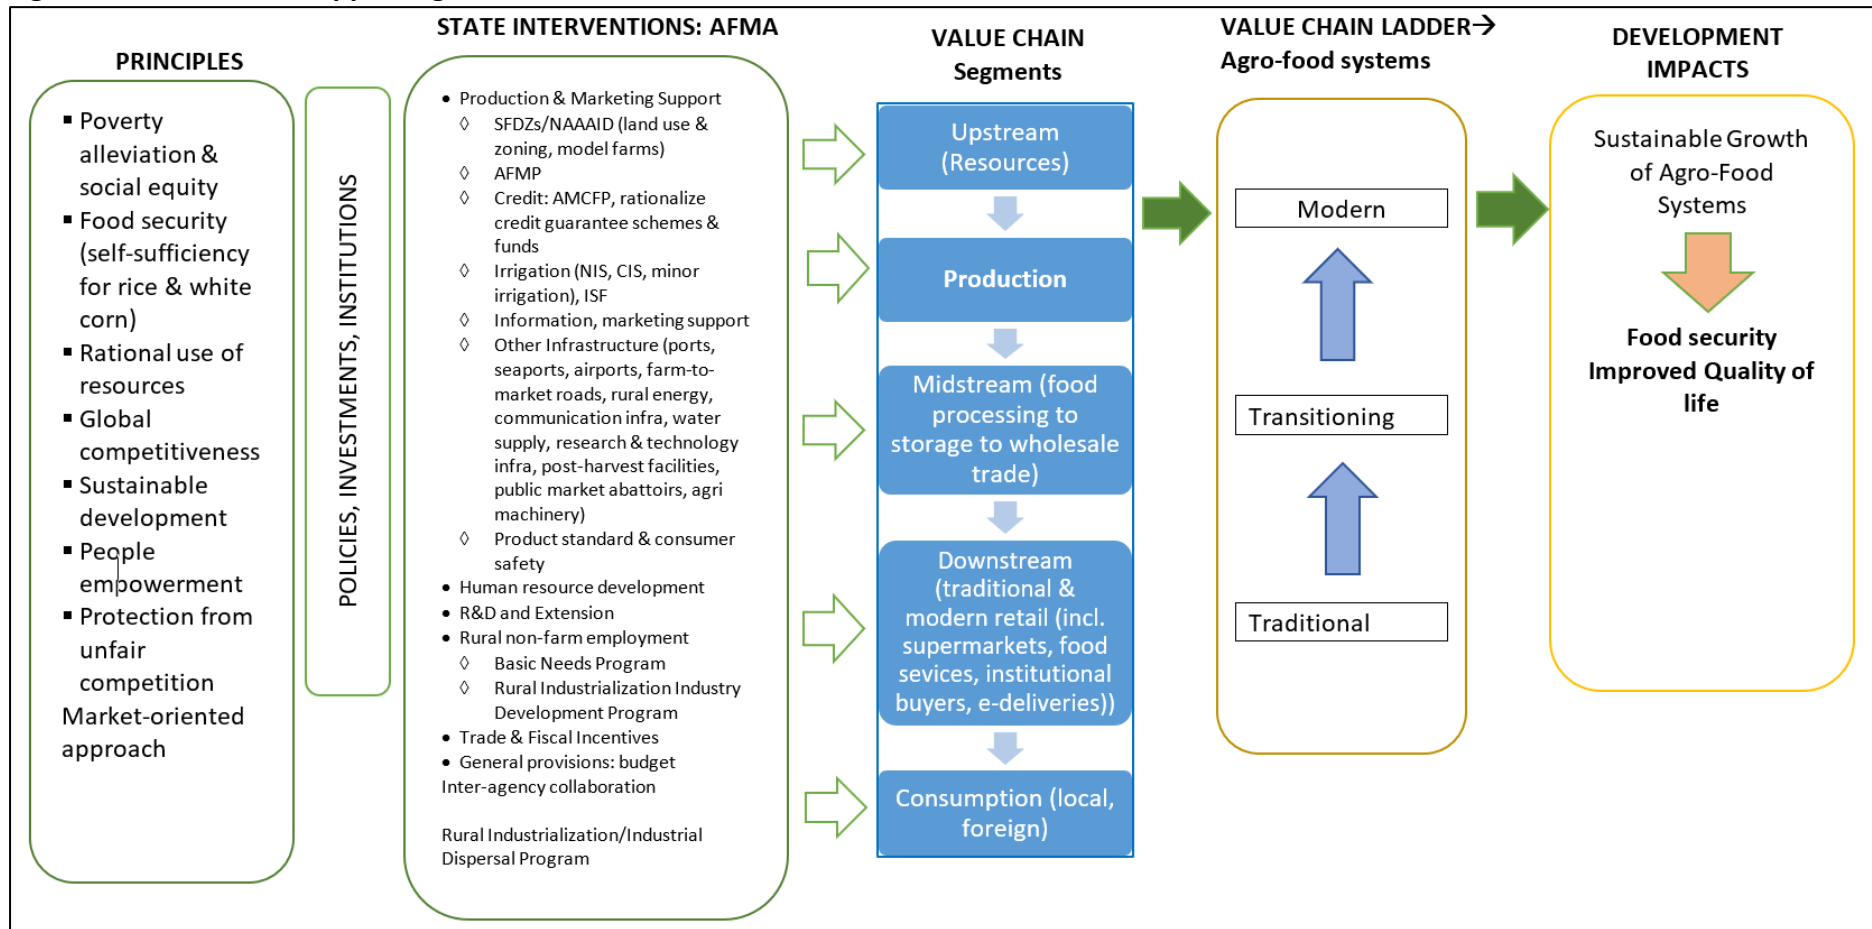 PRINCIPLES
▪ Poverty
alleviation &
social equity
▪ Food security
(self-sufficiency
for rice & white
corn)
▪ Rational use of
resources
▪ Global
competitiveness
▪ Sustainable
development
▪ People
empowerment
▪ Protection from
unfair
competition
Market-oriented
approach
POLICIES, INVESTMENTS, INSTITUTIONS
STATE INTERVENTIONS: AFMA
• Production & Marketing Support
◊ SFDZs/NAAAID (land use &
zoning, model farms)
◊ AFMP
◊ Credit: AMCFP, rationalize
credit guarantee schemes &
funds
◊ Irrigation (NIS, CIS, minor
irrigation), ISF
◊ Information, marketing support
◊ Other Infrastructure (ports,
seaports, airports, farm-to-
market roads, rural energy,
communication infra, water
supply, research & technology
infra, post-harvest facilities,
public market abattoirs, agri
machinery)
◊ Product standard & consumer
safety
• Human resource development
• R&D and Extension
• Rural non-farm employment
◊ Basic Needs Program
◊ Rural Industrialization Industry
Development Program
• Trade & Fiscal Incentives
• General provisions: budget
Inter-agency collaboration
Rural Industrialization/Industrial
Dispersal Program
VALUE CHAIN
Segments
Upstream
(Resources)
Production
Midstream (food
processing to
storage to wholesale
trade)
Downstream
(traditional &
modern retail (incl.
supermarkets, food
sevices, institutional
buyers, e-deliveries))
Consumption (local,
foreign)
VALUE CHAIN LADDER→
Agro-food systems
Modern
Transitioning
Traditional
DEVELOPMENT
IMPACTS
Sustainable Growth
of Agro-Food
Systems
Food security
Improved Quality of
life